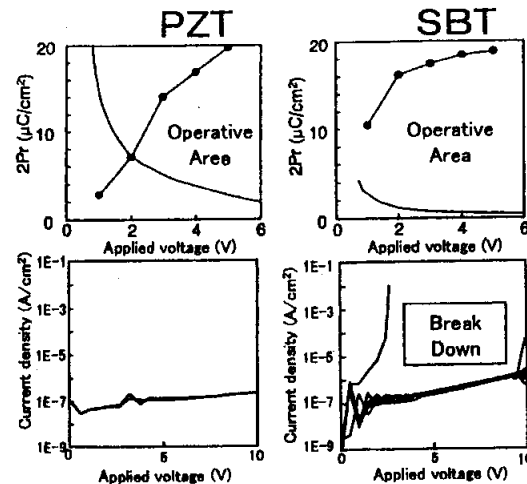 PZT
SBT
20
10
0
2Pr (μC/cm²)
Operative
Area
0 2 4 6
Applied voltage (V)
20
10
0
2Pr (μC/cm²)
Operative
Area
0 2 4 6
Applied voltage (V)
1E-1
1E-3
1E-5
1E-7
1E-9
Current density (A/cm²)
0 5 10
Applied voltage (V)
1E-1
1E-3
1E-5
1E-7
1E-9
Current density (A/cm²)
Break
Down
0 5 10
Applied voltage (V)